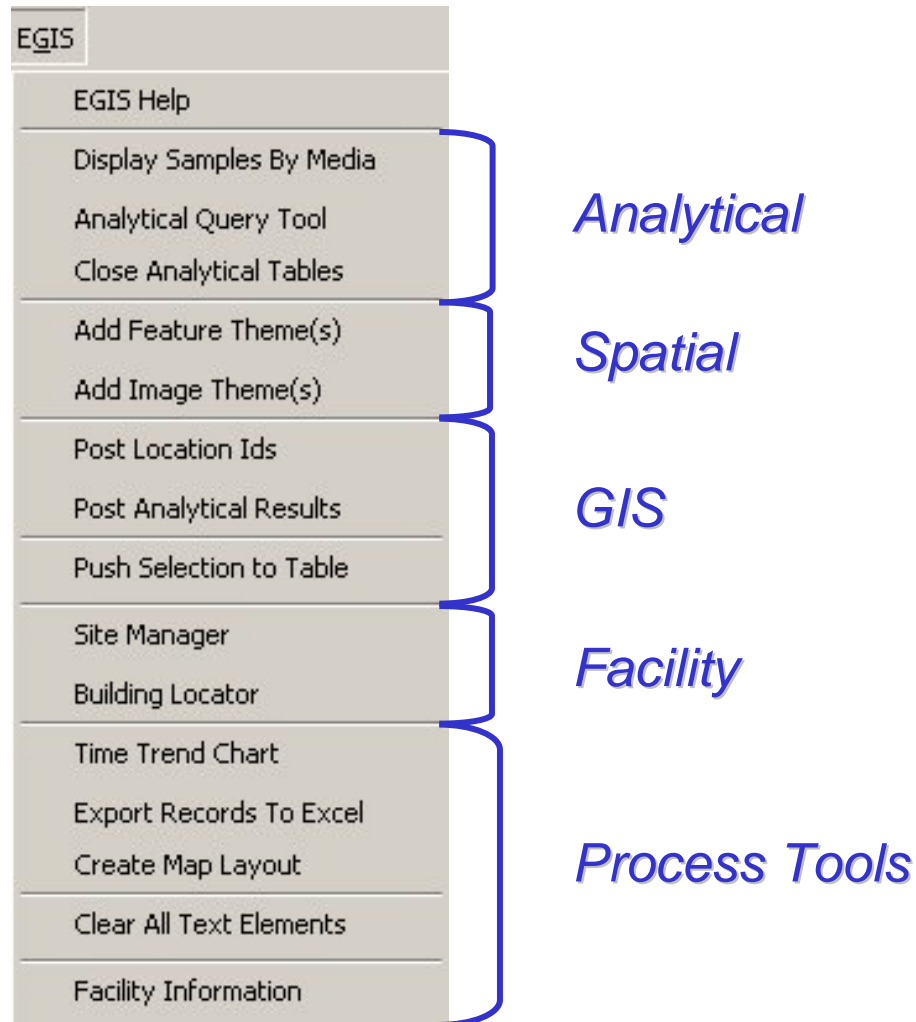 EGIS
EGIS Help
Display Samples By Media
Analytical Query Tool
Close Analytical Tables
Analytical
Add Feature Theme(s)
Add Image Theme(s)
Spatial
Post Location Ids
Post Analytical Results
Push Selection to Table
GIS
Site Manager
Building Locator
Facility
Time Trend Chart
Export Records To Excel
Create Map Layout
Clear All Text Elements
Facility Information
Process Tools